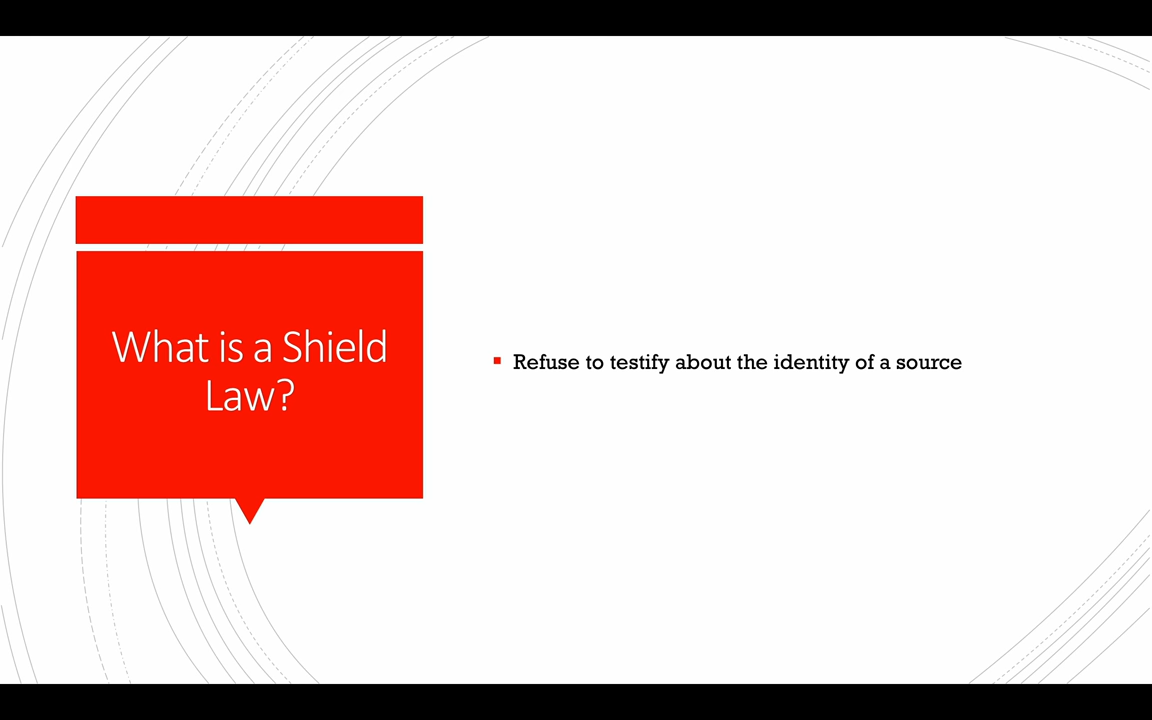 What is a Shield
Law?
Refuse to testify about the identity of a source